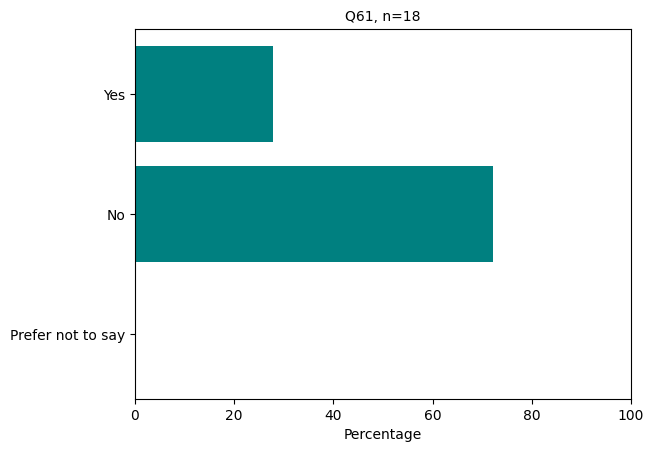 Q61, n=18
Yes
No
Prefer not to say
0 20 40 60 80 100
Percentage